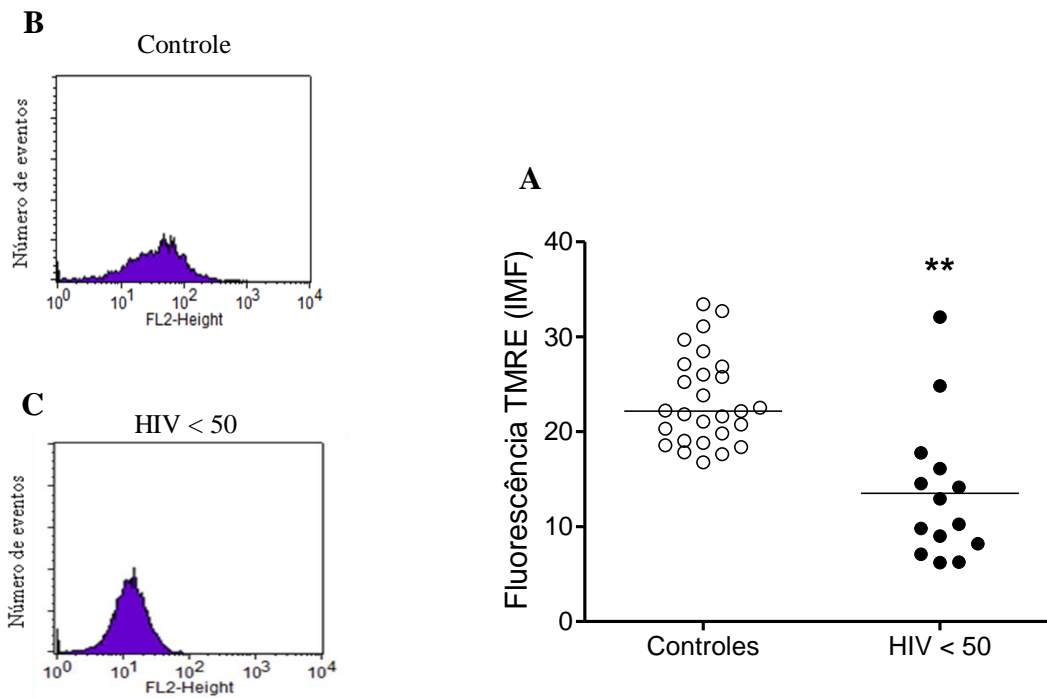 B
Controle
Número de eventos
10^0 10^1 10^2 10^3 10^4
FL2-Height
C
HIV < 50
Número de eventos
10^0 10^1 10^2 10^3 10^4
FL2-Height
A
Fluorescência TMRE (IMF)
40
30
20
10
0
**
Controles HIV < 50